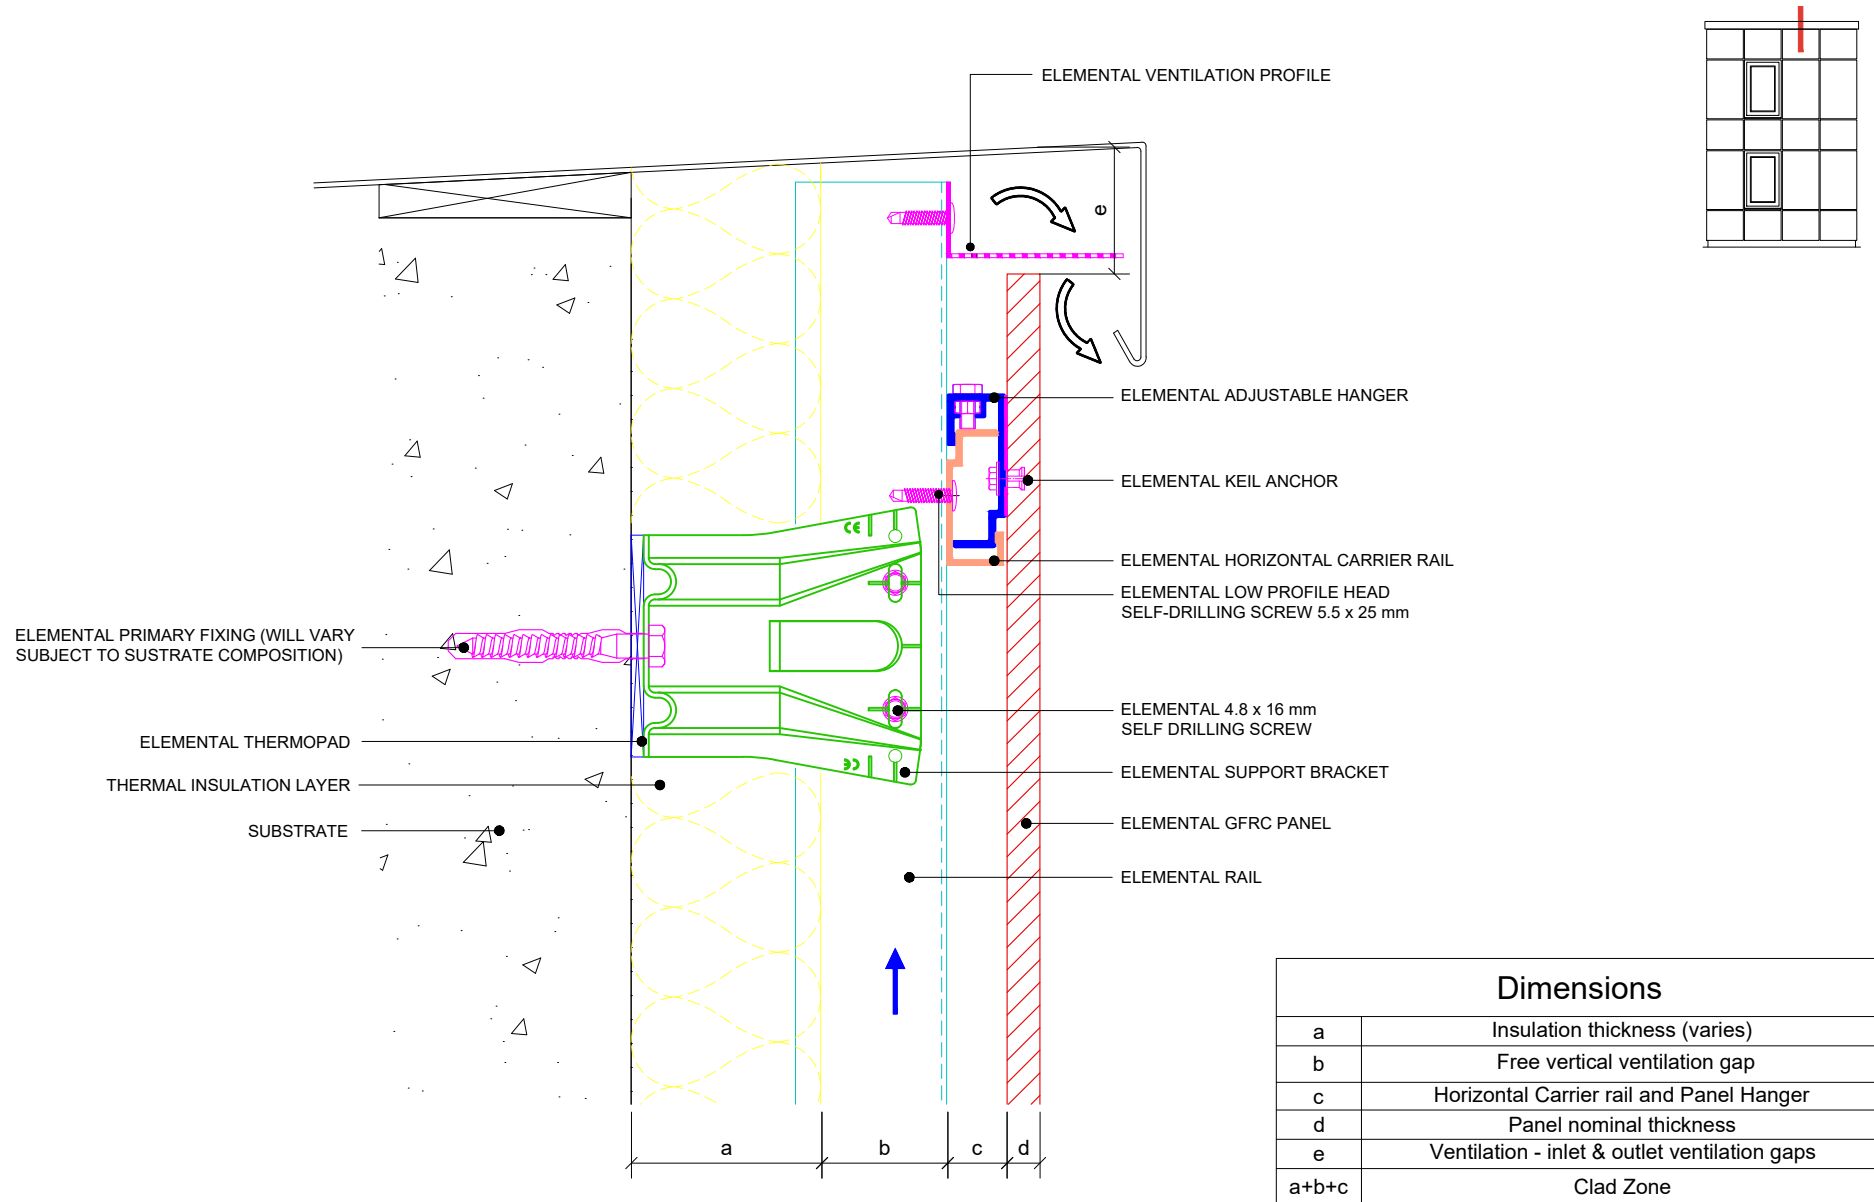 ELEMENTAL VENTILATION PROFILE
e
ELEMENTAL ADJUSTABLE HANGER
ELEMENTAL KEIL ANCHOR
CE
ELEMENTAL HORIZONTAL CARRIER RAIL
ELEMENTAL LOW PROFILE HEAD
SELF-DRILLING SCREW 5.5 x 25 mm
ELEMENTAL PRIMARY FIXING (WILL VARY
SUBJECT TO SUSTRATE COMPOSITION)
ELEMENTAL 4.8 x 16 mm
SELF DRILLING SCREW
ELEMENTAL THERMOPAD
CE
ELEMENTAL SUPPORT BRACKET
THERMAL INSULATION LAYER
SUBSTRATE
ELEMENTAL GFRC PANEL
ELEMENTAL RAIL
a b c d
Dimensions
a Insulation thickness (varies)
b Free vertical ventilation gap
c Horizontal Carrier rail and Panel Hanger
d Panel nominal thickness
e Ventilation - inlet & outlet ventilation gaps
a+b+c Clad Zone